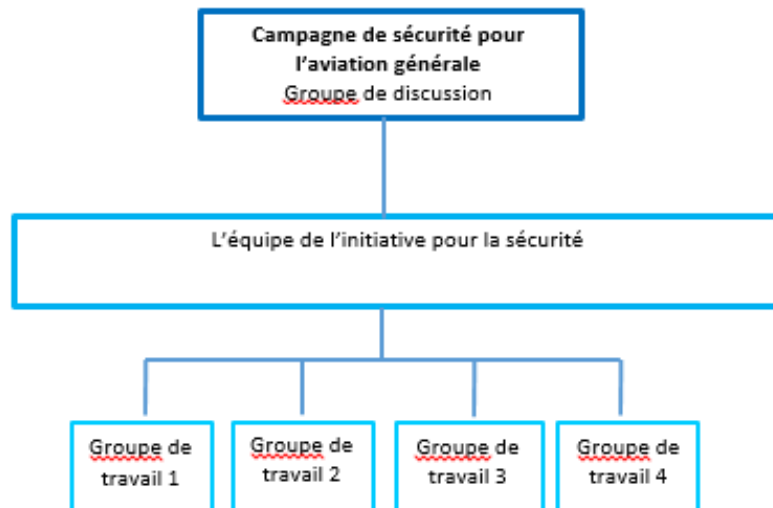 Campagne de sécurité pour
l'aviation générale
Groupe de discussion
L'équipe de l'initiative pour la sécurité
Groupe de
travail 1
Groupe de
travail 2
Groupe de
travail 3
Groupe de
travail 4